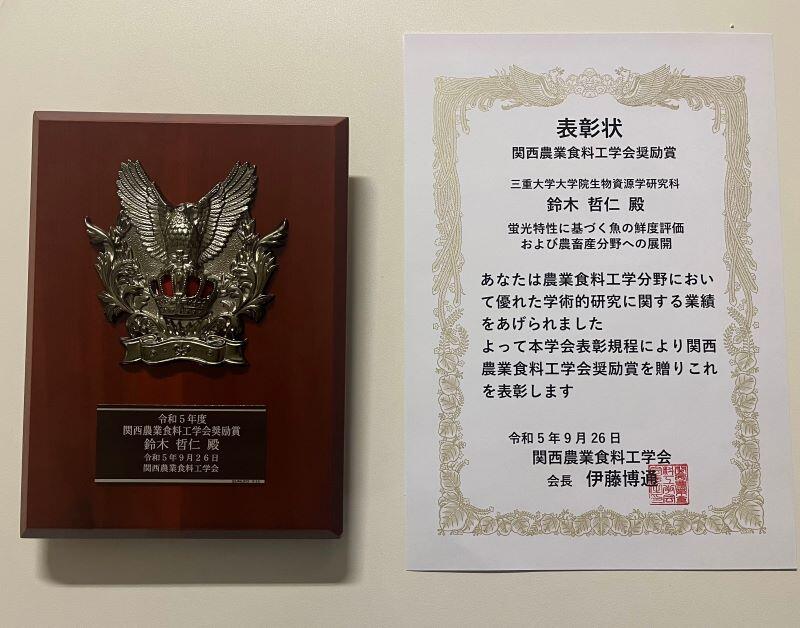 令和5年度
関西農業食料工学会奨励賞
鈴木 哲仁 殿
令和5年9月26日
関西農業食料工学会
表彰状
関西農業食料工学会奨励賞
三重大学大学院生物資源学研究科
鈴木 哲仁 殿
蛍光特性に基づく魚の鮮度評価
および農畜産分野への展開
あなたは農業食料工学分野におい
て優れた学術的研究に関する業績
をあげられました
よって本学会表彰規程により関西
農業食料工学会奨励賞を贈りこれ
を表彰します
令和5年9月26日
関西農業食料工学会
会長 伊藤博通